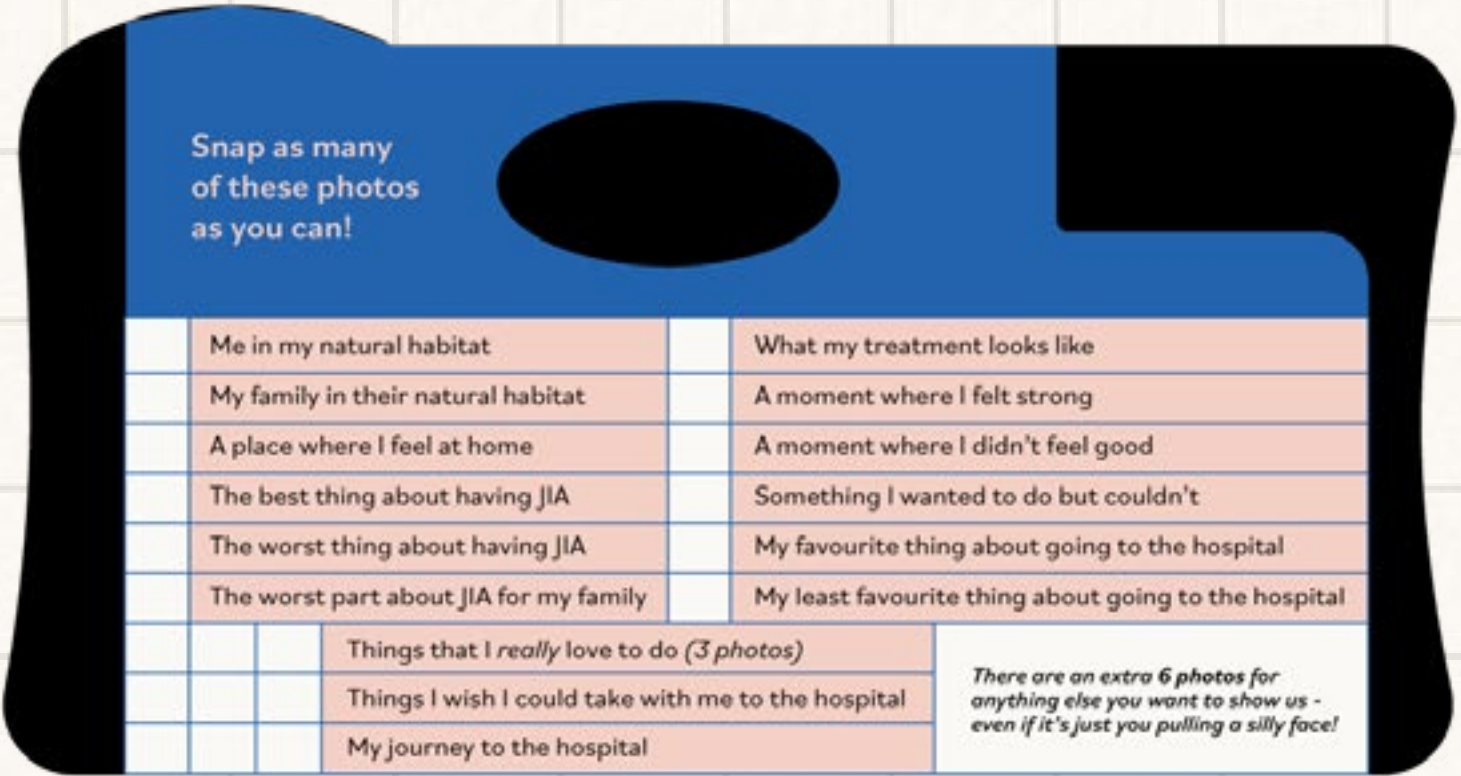 Snap as many
of these photos
as you can!
Me in my natural habitat
My family in their natural habitat
A place where I feel at home
The best thing about having JIA
The worst thing about having JIA
The worst part about JIA for my family
What my treatment looks like
A moment where I felt strong
A moment where I didn't feel good
Something I wanted to do but couldn't
My favourite thing about going to the hospital
My least favourite thing about going to the hospital
Things that I really love to do (3 photos)
Things I wish I could take with me to the hospital
My journey to the hospital
There are an extra 6 photos for
anything else you want to show us -
even if it's just you pulling a silly face!